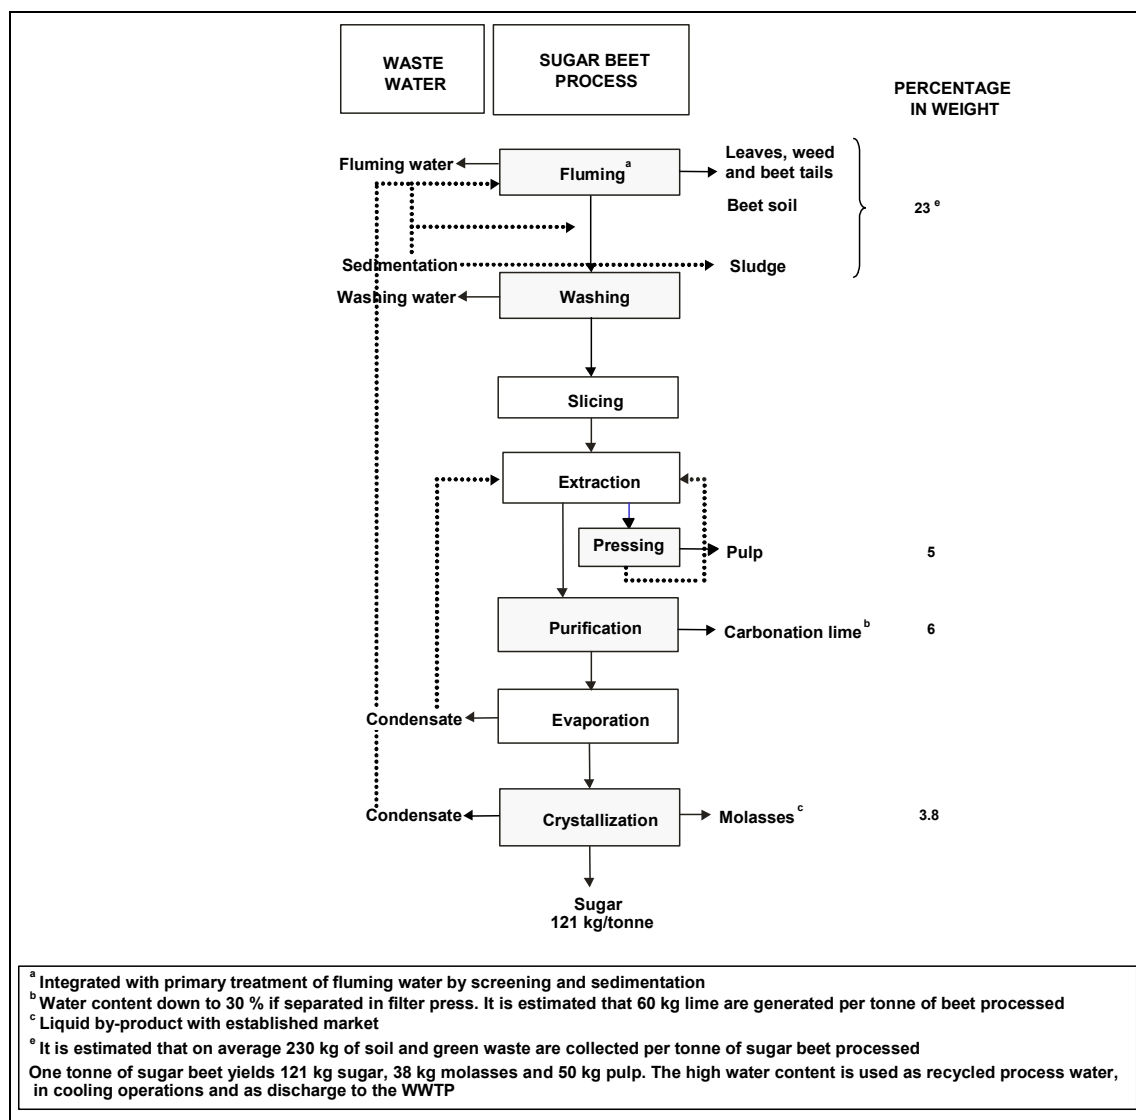 WASTE
WATER
SUGAR BEET
PROCESS
PERCENTAGE
IN WEIGHT
Fluming water
Fluming a
Leaves, weed
and beet tails
Beet soil
23 e
Sedimentation
Sludge
Washing water
Washing
Slicing
Extraction
Pressing
Pulp
5
Purification
Carbonation lime b
6
Condensate
Evaporation
Condensate
Crystallization
Molasses c
3.8
Sugar
121 kg/tonne
a Integrated with primary treatment of fluming water by screening and sedimentation
b Water content down to 30 % if separated in filter press. It is estimated that 60 kg lime are generated per tonne of beet processed
c Liquid by-product with established market
e It is estimated that on average 230 kg of soil and green waste are collected per tonne of sugar beet processed
One tonne of sugar beet yields 121 kg sugar, 38 kg molasses and 50 kg pulp. The high water content is used as recycled process water,
in cooling operations and as discharge to the WWTP